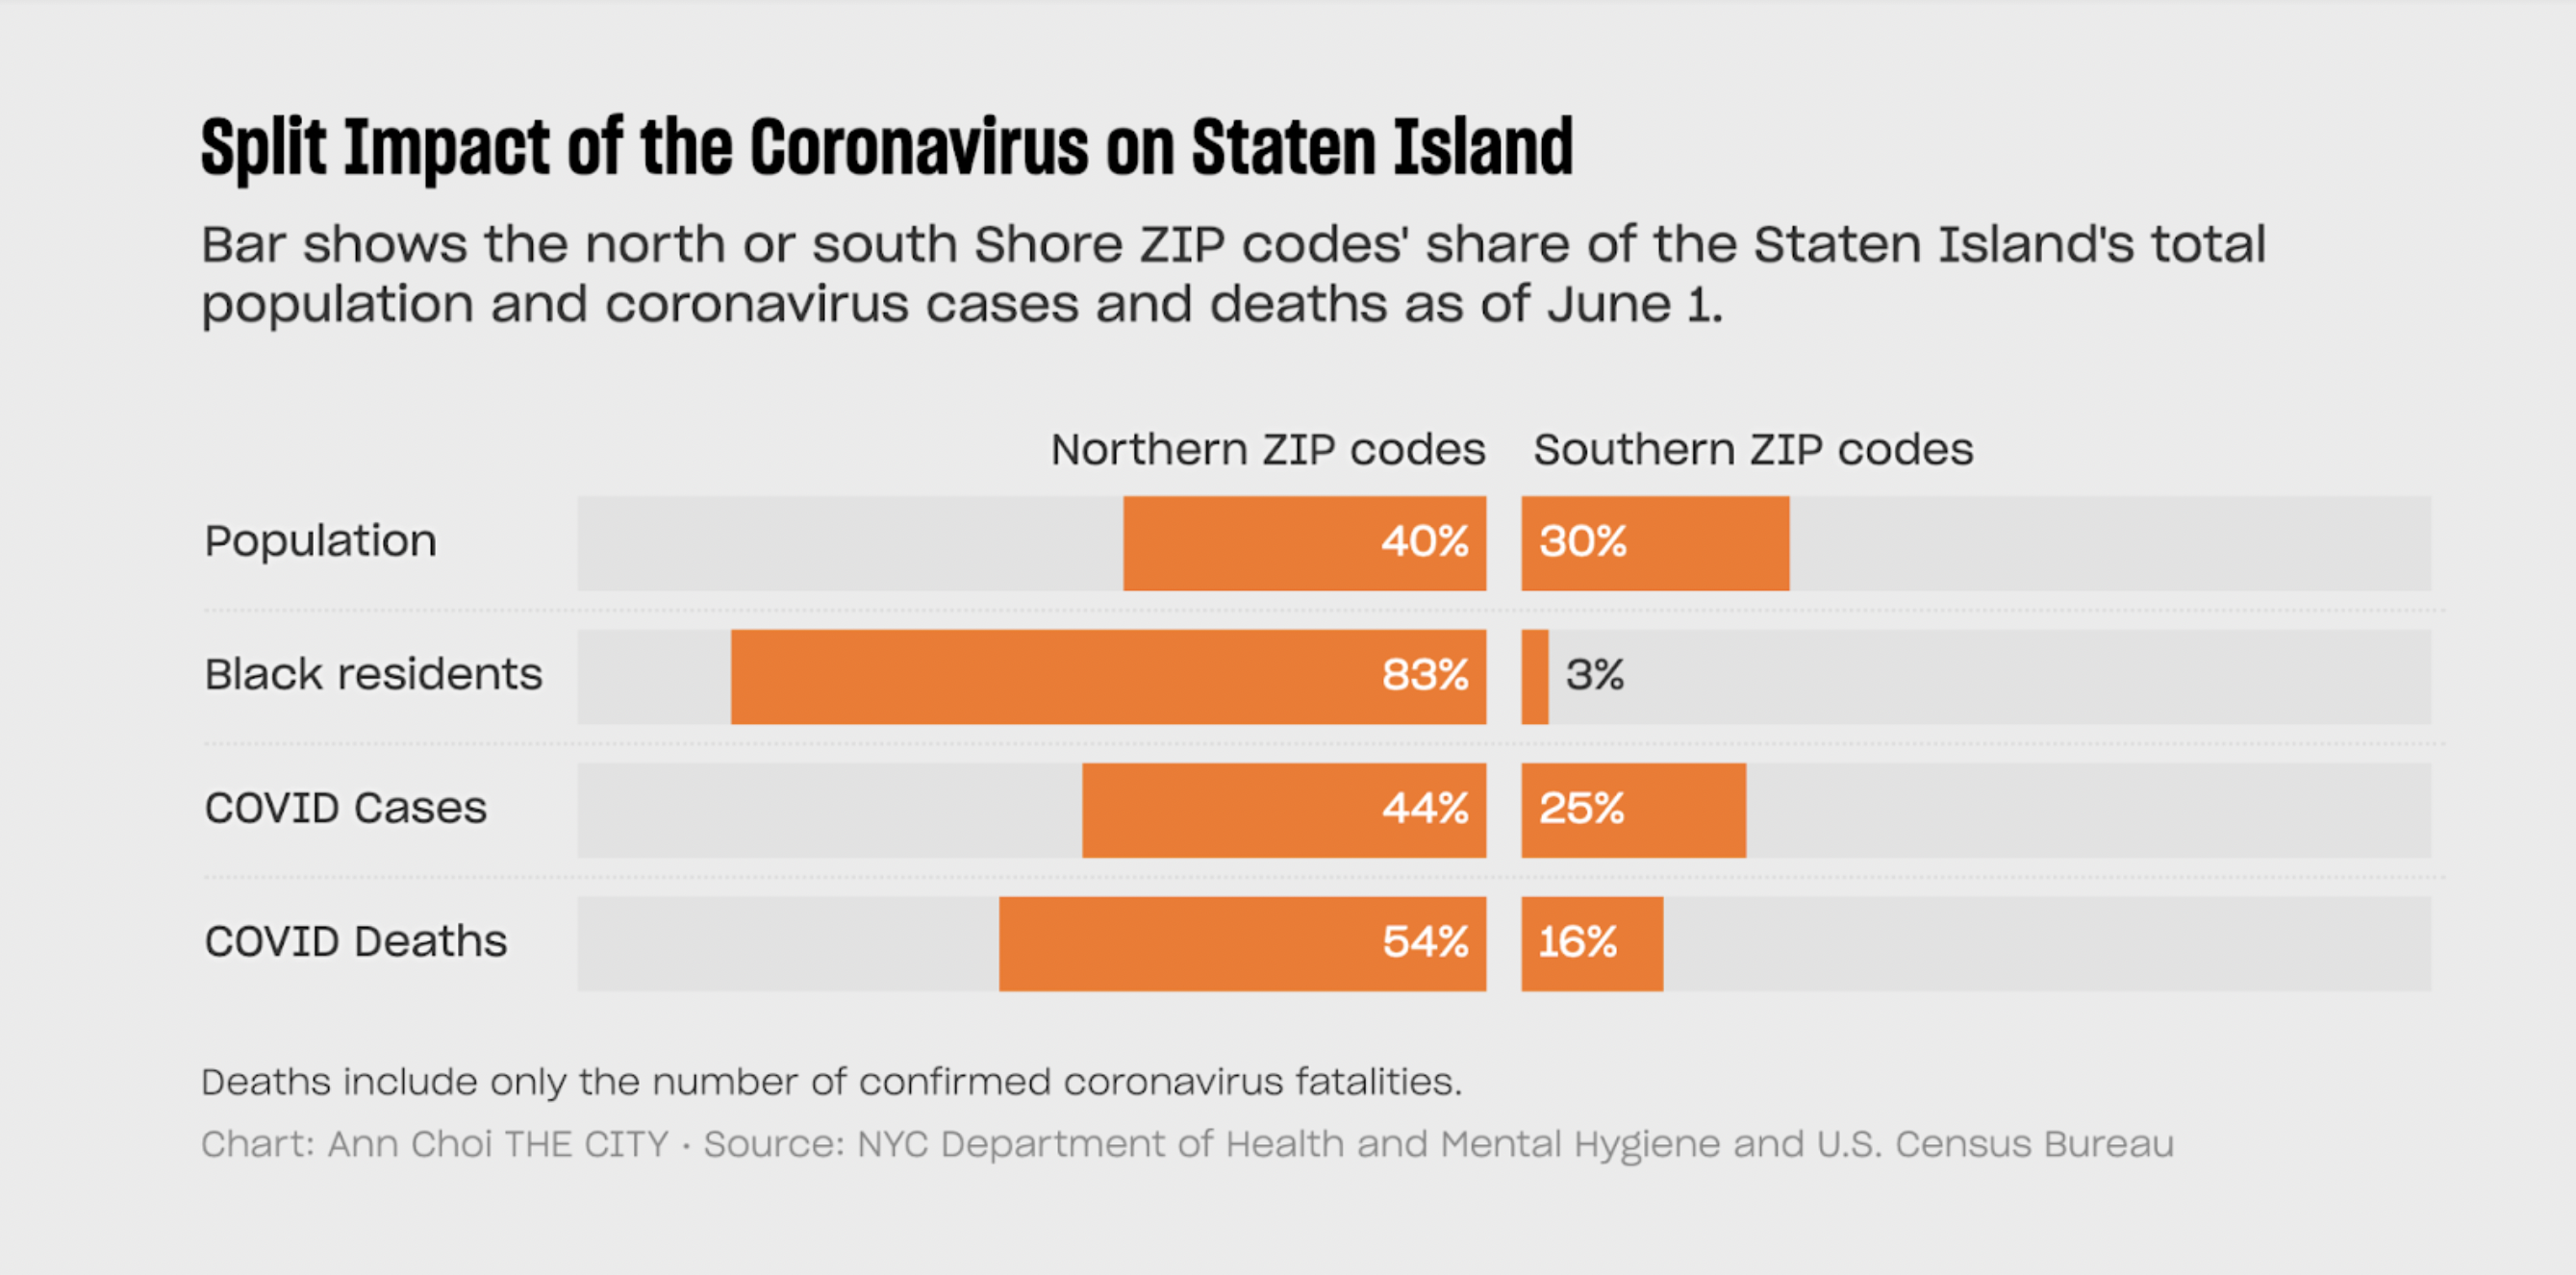 Split Impact of the Coronavirus on Staten Island
Bar shows the north or south Shore ZIP codes' share of the Staten Island's total
population and coronavirus cases and deaths as of June 1.
Northern ZIP codes Southern ZIP codes
Population 40% 30%
Black residents 83% 3%
COVID Cases 44% 25%
COVID Deaths 54% 16%
Deaths include only the number of confirmed coronavirus fatalities.
Chart: Ann Choi THE CITY · Source: NYC Department of Health and Mental Hygiene and U.S. Census Bureau